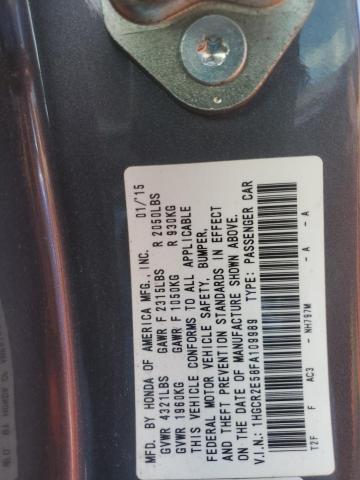 MFD. BY HONDA OF AMERICA MFG., INC. 01/15
GVWR 4321LBS GAWR F 2315LBS R 2050LBS
GVWR 1960KG GAWR F 1050KG R 930KG
THIS VEHICLE CONFORMS TO ALL APPLICABLE
FEDERAL MOTOR VEHICLE SAFETY, BUMPER,
AND THEFT PREVENTION STANDARDS IN EFFECT
ON THE DATE OF MANUFACTURE SHOWN ABOVE.
V.I.N.:1HGCR2E58FA109989 TYPE: PASSENGER CAR
T2F F AC3 - NH797M - A - A